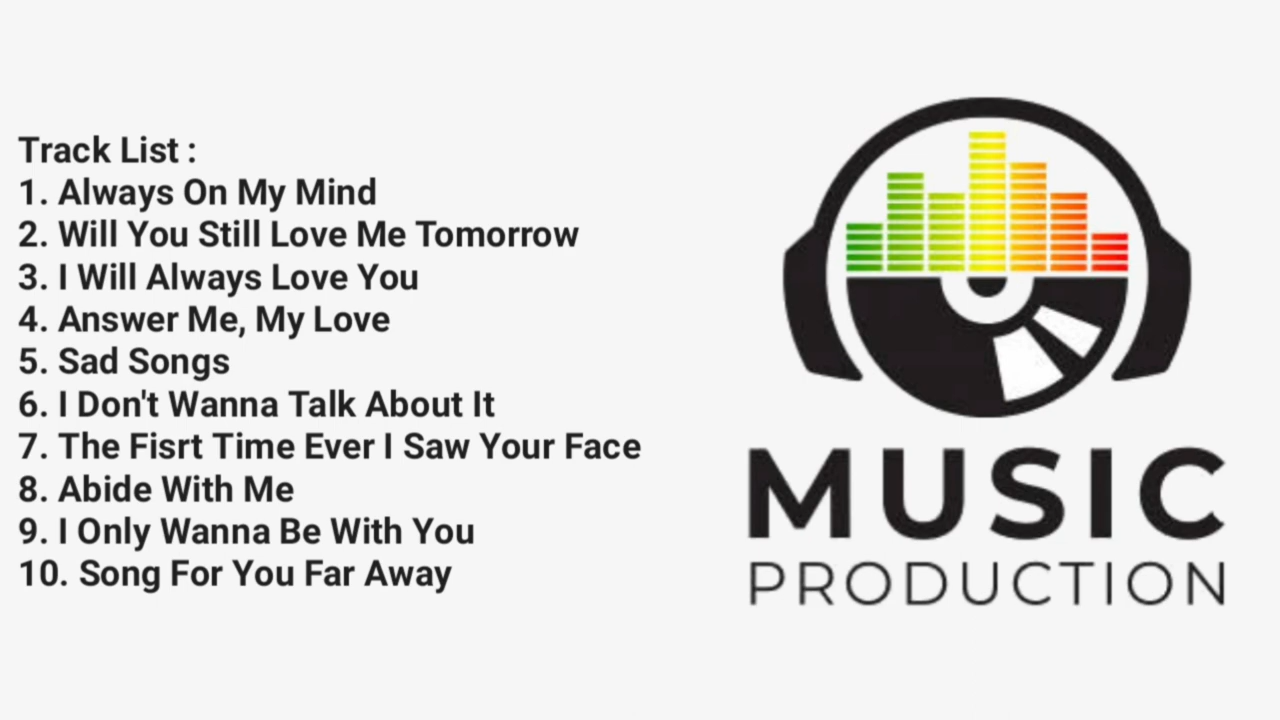 Track List :
1. Always On My Mind
2. Will You Still Love Me Tomorrow
3. I Will Always Love You
4. Answer Me, My Love
5. Sad Songs
6. I Don't Wanna Talk About It
7. The Fisrt Time Ever I Saw Your Face
8. Abide With Me
9. I Only Wanna Be With You
10. Song For You Far Away
MUSIC
PRODUCTION